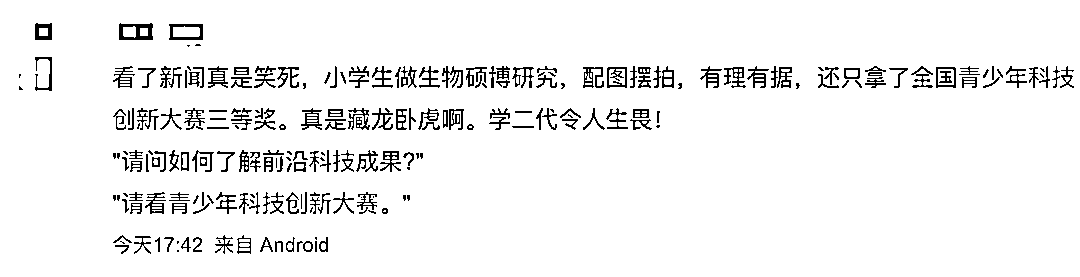 看了新闻真是笑死，小学生做生物硕博研究，配图摆拍，有理有据，还只拿了全国青少年科技
创新大赛三等奖。真是藏龙卧虎啊。学二代令人生畏！
"请问如何了解前沿科技成果?"
"请看青少年科技创新大赛。"
今天17:42 来自 Android